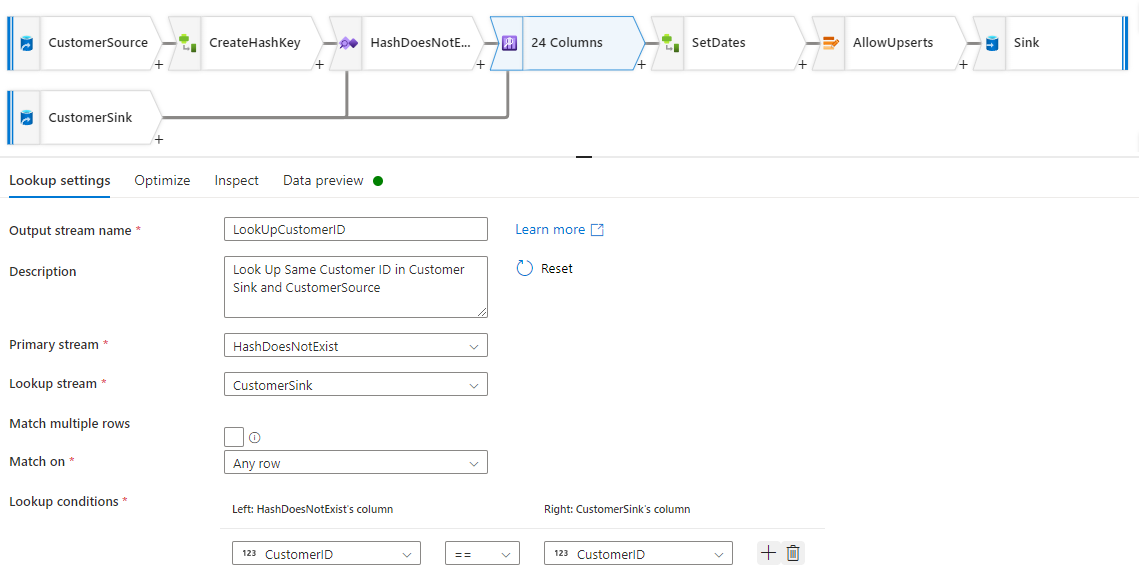 CustomerSource
CreateHashKey
HashDoesNotE...
24 Columns
SetDates
AllowUpserts
Sink
+ + + + + +
CustomerSink
+
Lookup settings Optimize Inspect Data preview
Output stream name * LookUpCustomerID Learn more
Description Look Up Same Customer ID in Customer Reset
Sink and CustomerSource
Primary stream * HashDoesNotExist
Lookup stream * CustomerSink
Match multiple rows
Match on * Any row
Lookup conditions * Left: HashDoesNotExist's column Right: CustomerSink's column
123 CustomerID == 123 CustomerID +